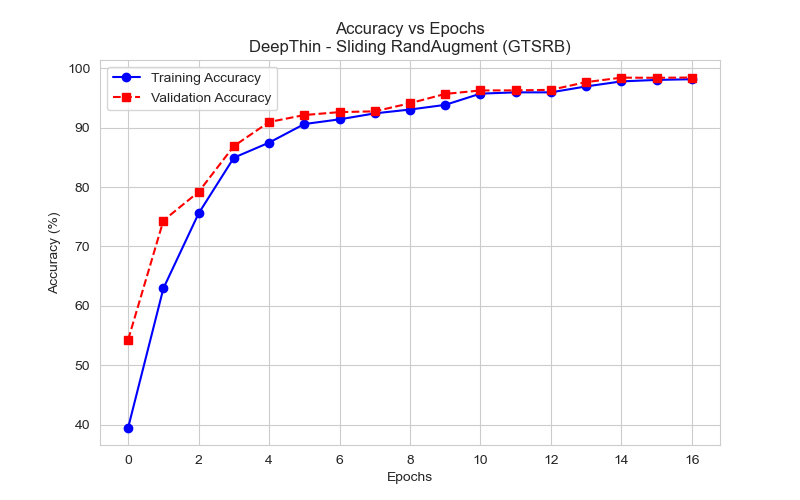 Accuracy vs Epochs
DeepThin - Sliding RandAugment (GTSRB)
Training Accuracy
Validation Accuracy
100
90
80
70
60
50
40
Accuracy (%)
0 2 4 6 8 10 12 14 16
Epochs